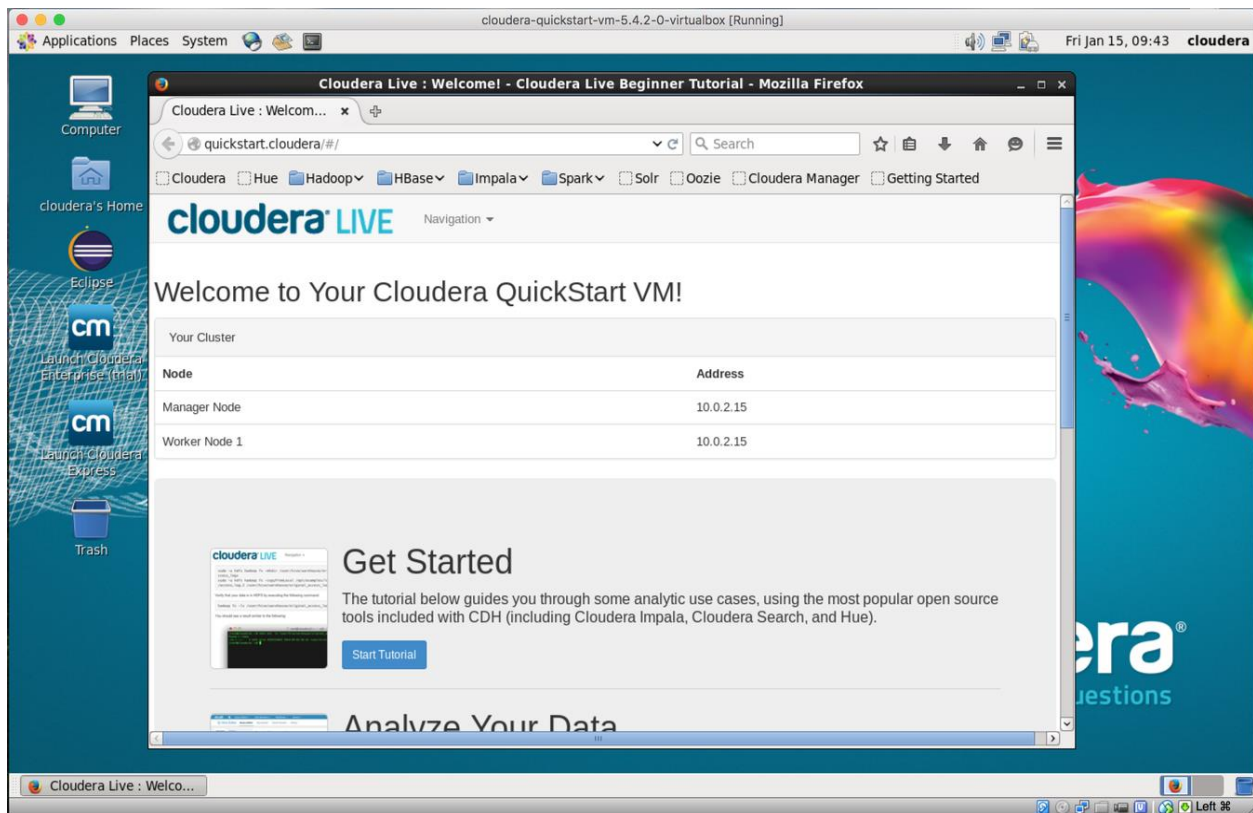 cloudera-quickstart-vm-5.4.2-0-virtualbox [Running]
Applications Places System Fri Jan 15, 09:43 cloudera
Computer
cloudera's Home
Eclipse
cm
Launch Cloudera
Enterprise (trial)
cm
Launch Cloudera
Express
Trash
Cloudera Live : Welcome! - Cloudera Live Beginner Tutorial - Mozilla Firefox
Cloudera Live : Welcom...
quickstart.cloudera/#/ Search
Cloudera Hue Hadoop HBase Impala Spark Solr Oozie Cloudera Manager Getting Started
cloudera LIVE Navigation
Welcome to Your Cloudera QuickStart VM!
Your Cluster
Node Address
Manager Node 10.0.2.15
Worker Node 1 10.0.2.15
cloudera LIVE
Get Started
The tutorial below guides you through some analytic use cases, using the most popular open source
tools included with CDH (including Cloudera Impala, Cloudera Search, and Hue).
Start Tutorial
Analyze Your Data
era®
uestions
Cloudera Live : Welco...
Left ⌘